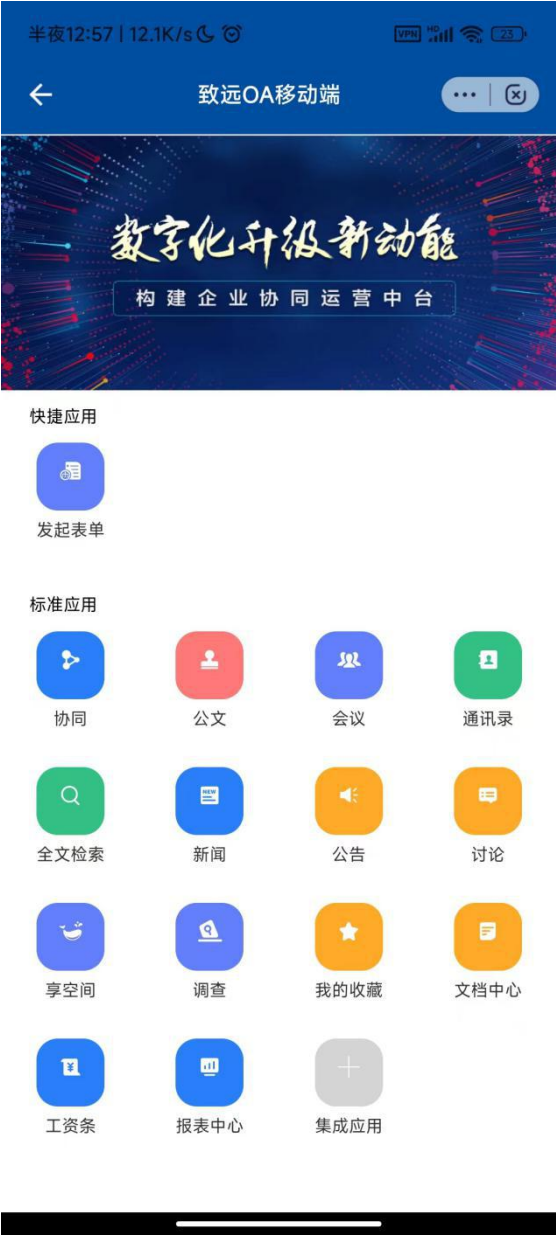 半夜12:57 | 12.1K/s
VPN
HD
23
致远OA移动端
数字化升级新动能
构建企业协同运营中台
快捷应用
发起表单
标准应用
协同 公文 会议 通讯录
NEW
全文检索 新闻 公告 讨论
享空间 调查 我的收藏 文档中心
¥
工资条 报表中心 集成应用